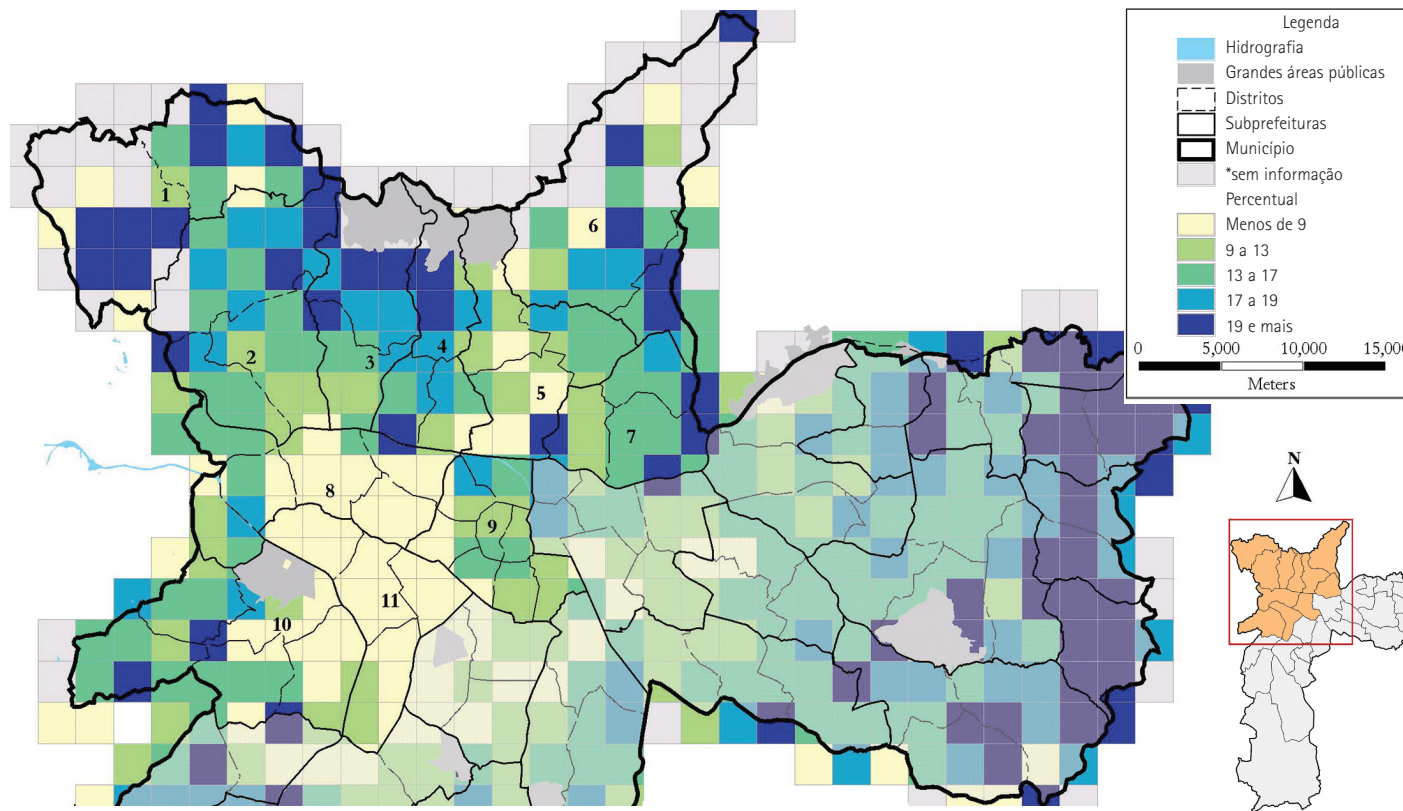 Legenda
Hidrografia
Grandes áreas públicas
Distritos
Subprefeituras
Município
*sem informação
Percentual
Menos de 9
9 a 13
13 a 17
17 a 19
19 e mais
0 5,000 10,000 15,000
Meters
N
1
6
2
3
4
5
7
8
9
10
11